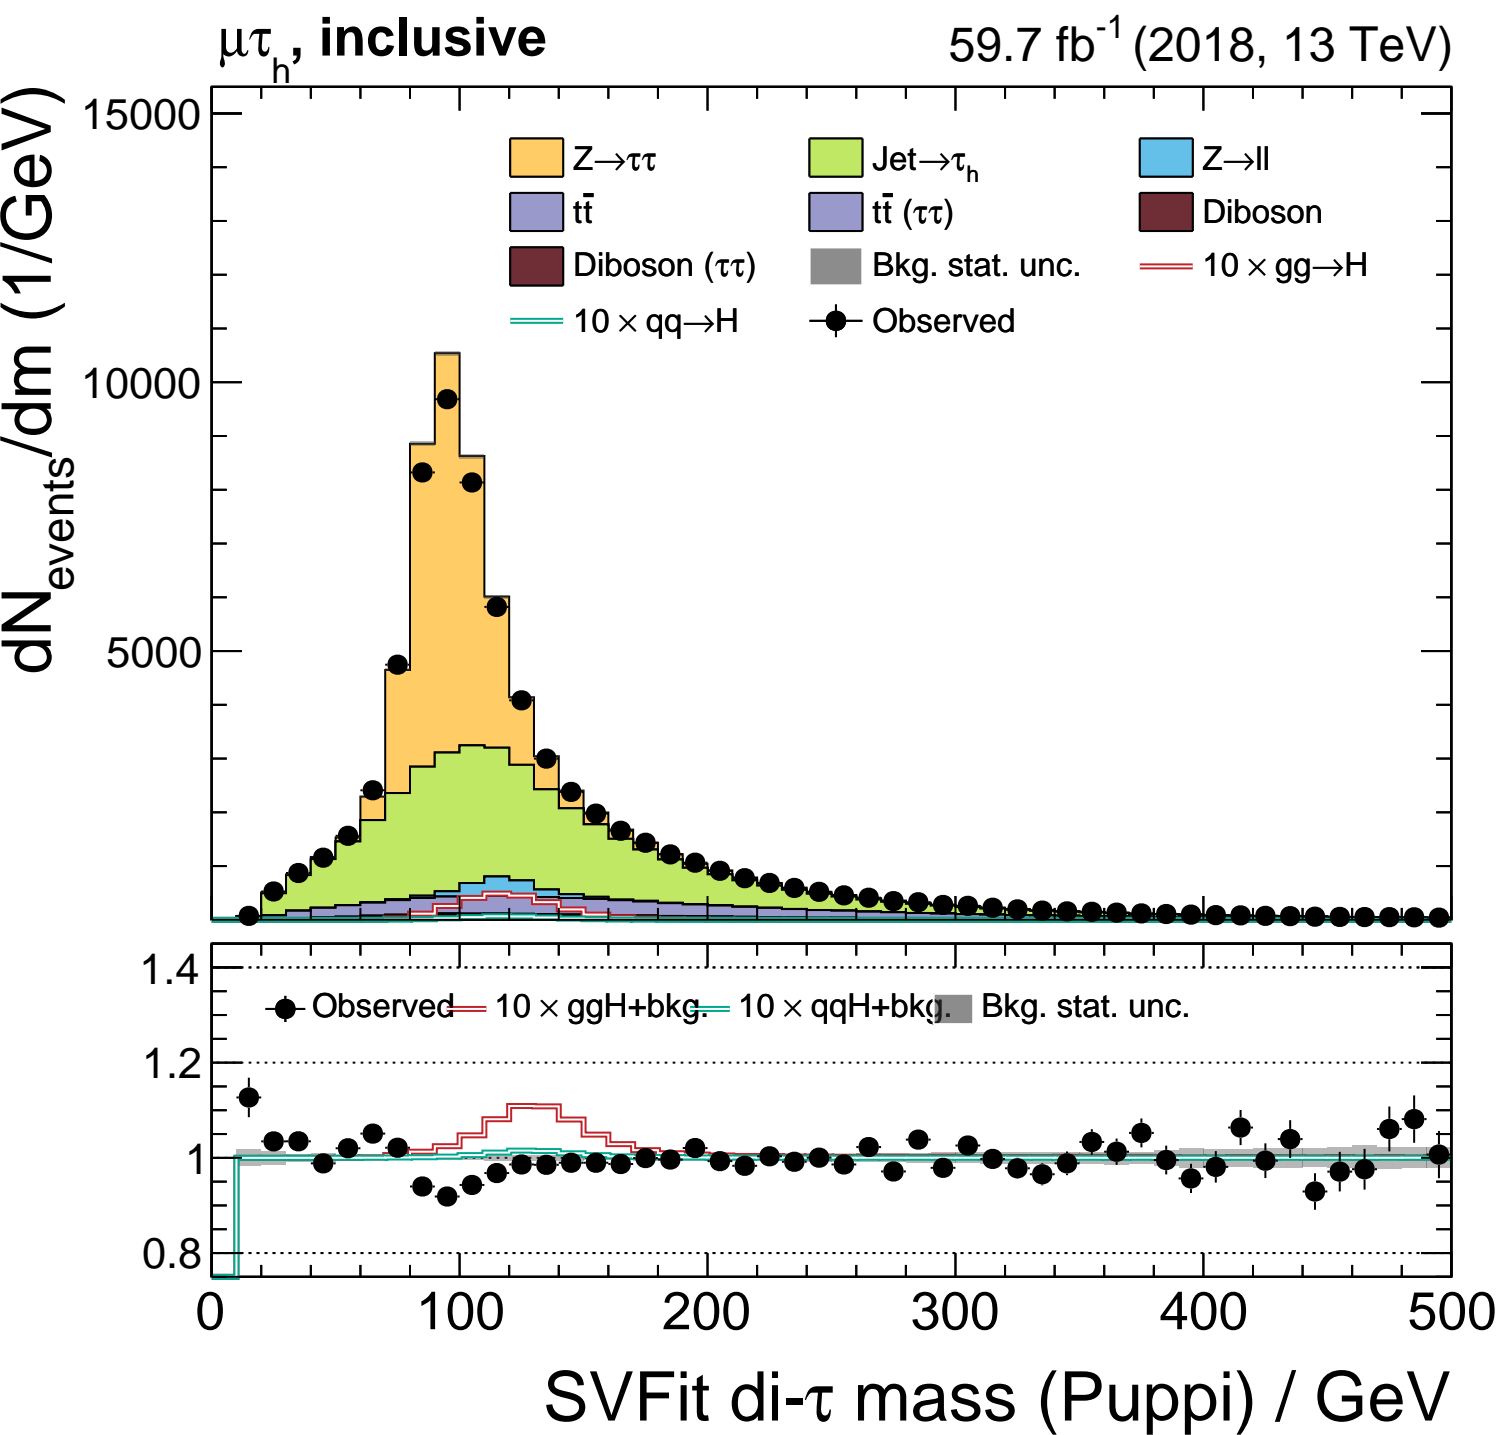 μτh, inclusive 59.7 fb⁻¹ (2018, 13 TeV)
dNevents/dm (1/GeV)
15000
10000
5000
Z→ττ Jet→τh Z→ll
tt̄ tt̄ (ττ) Diboson
Diboson (ττ) Bkg. stat. unc. 10 × gg→H
10 × qq→H Observed
1.4
1.2
1
0.8
Observed 10 × ggH+bkg. 10 × qqH+bkg. Bkg. stat. unc.
0 100 200 300 400 500
SVFit di-τ mass (Puppi) / GeV